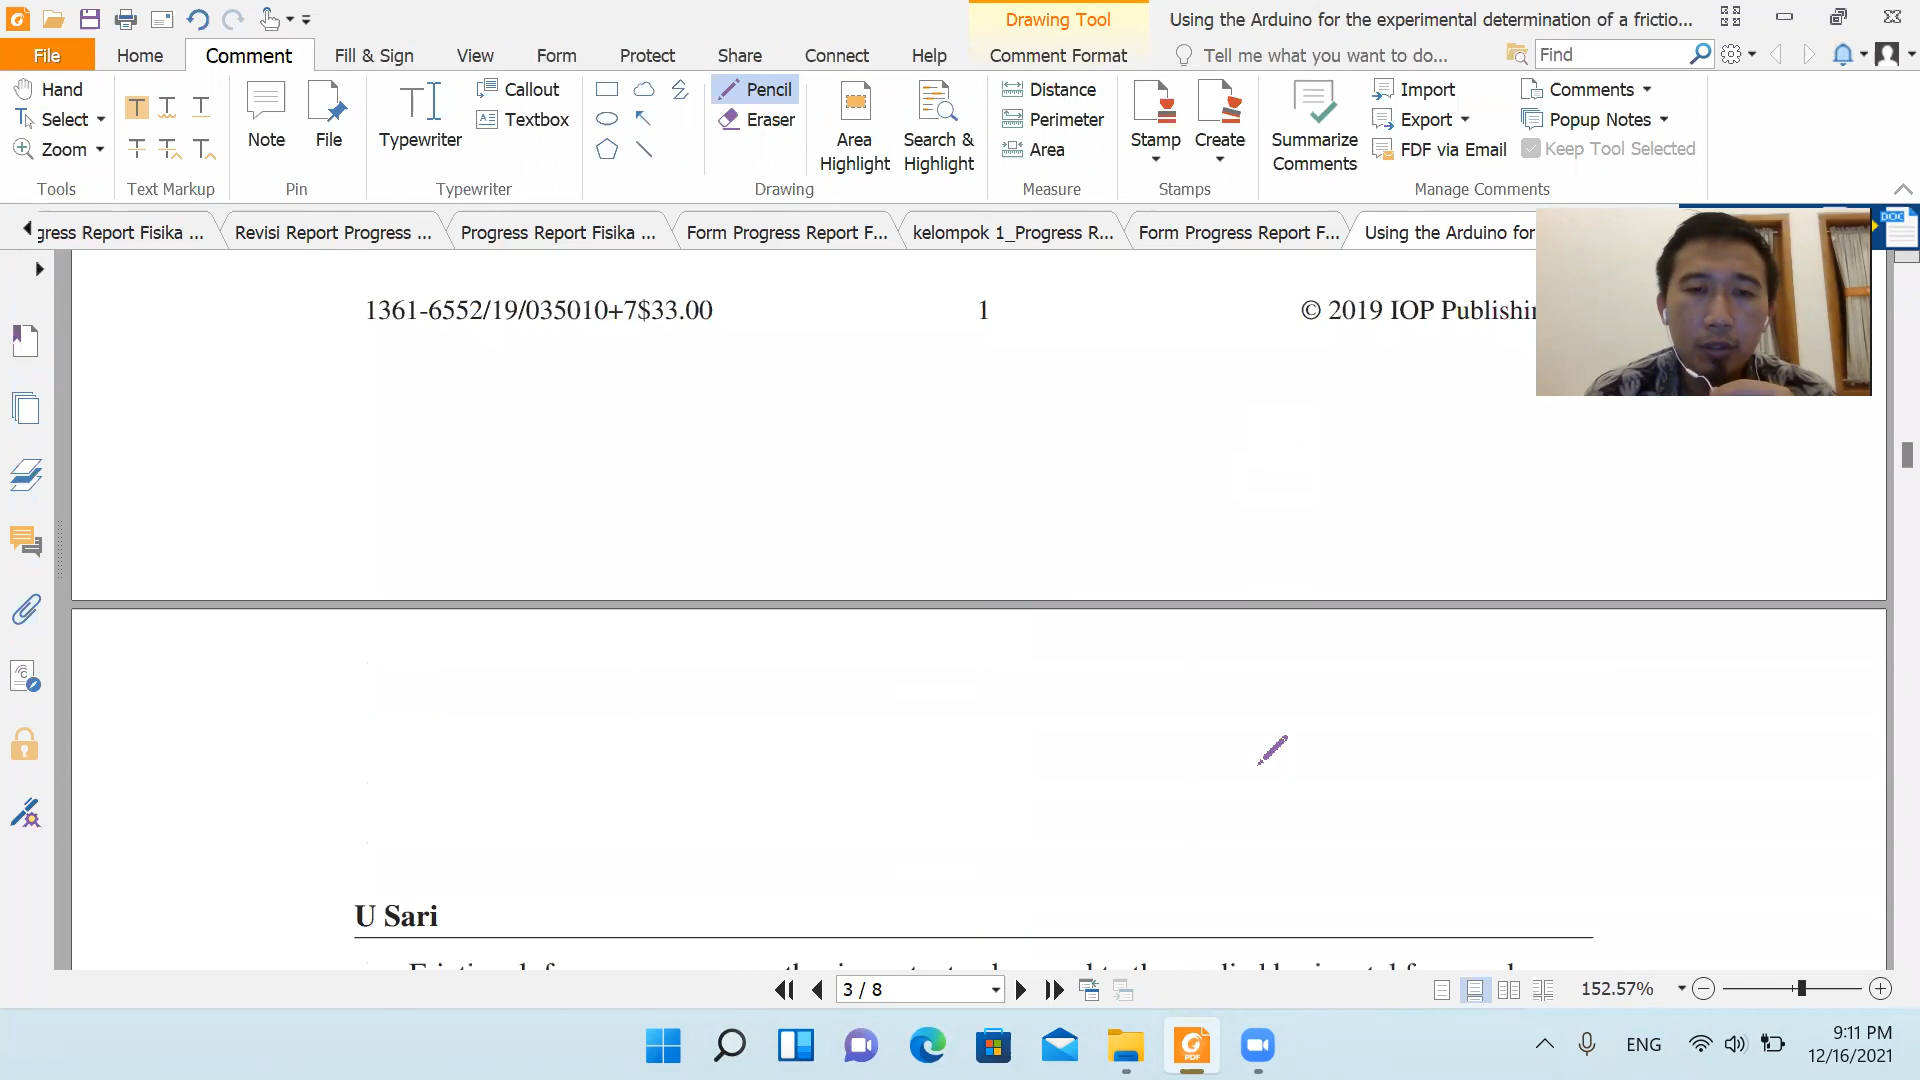 Drawing Tool
Using the Arduino for the experimental determination of a frictio...
File
Home
Comment
Fill & Sign
View
Form
Protect
Share
Connect
Help
Comment Format
Tell me what you want to do...
Find
Hand
Select
Zoom
Tools
Text Markup
Note
File
Pin
Typewriter
Callout
Textbox
Typewriter
Pencil
Eraser
Area
Highlight
Search &
Highlight
Drawing
Distance
Perimeter
Area
Measure
Stamp
Create
Stamps
Summarize
Comments
Import
Export
FDF via Email
Comments
Popup Notes
Keep Tool Selected
Manage Comments
gress Report Fisika ...
Revisi Report Progress ...
Progress Report Fisika ...
Form Progress Report F...
kelompok 1_Progress R...
Form Progress Report F...
Using the Arduino for
DOC
1361-6552/19/035010+7$33.00
1
© 2019 IOP Publishin
U Sari
3 / 8
152.57%
PDF
ENG
9:11 PM
12/16/2021